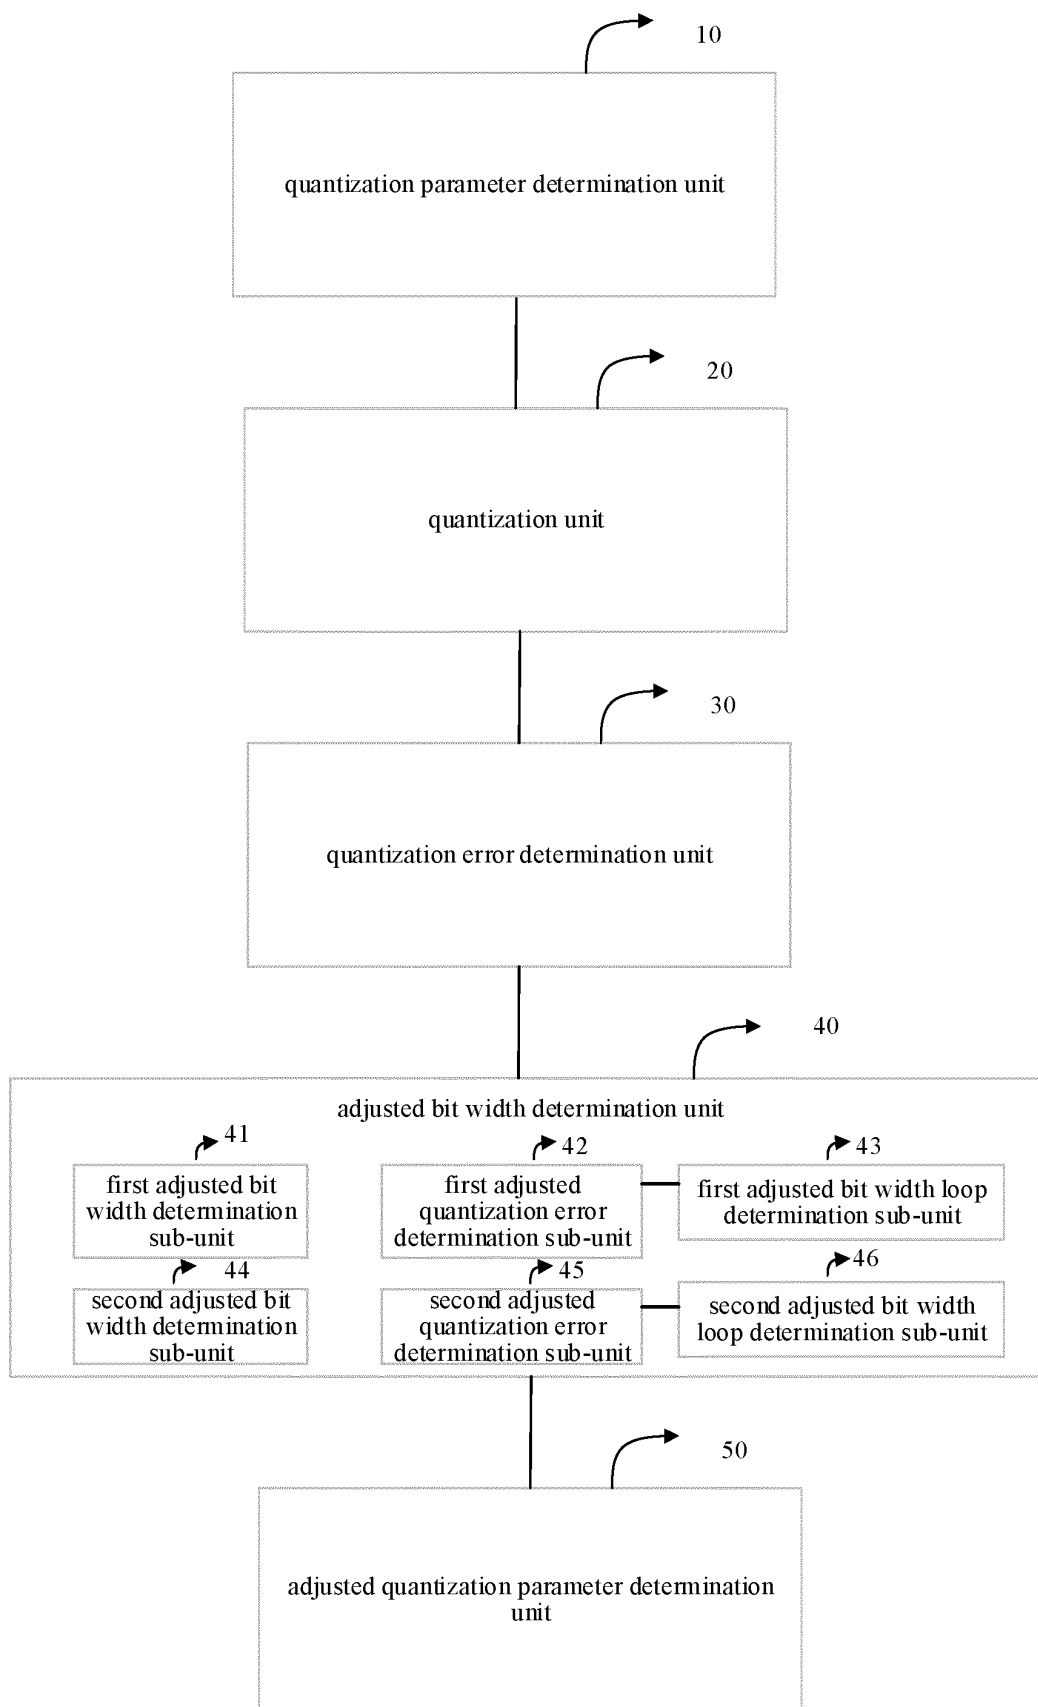 10
quantization parameter determination unit
20
quantization unit
30
quantization error determination unit
40
adjusted bit width determination unit
41
42
43
first adjusted bit
width determination
sub-unit
first adjusted
quantization error
determination sub-unit
first adjusted bit width loop
determination sub-unit
44
45
46
second adjusted bit
width determination
sub-unit
second adjusted
quantization error
determination sub-unit
second adjusted bit width
loop determination sub-unit
50
adjusted quantization parameter determination
unit